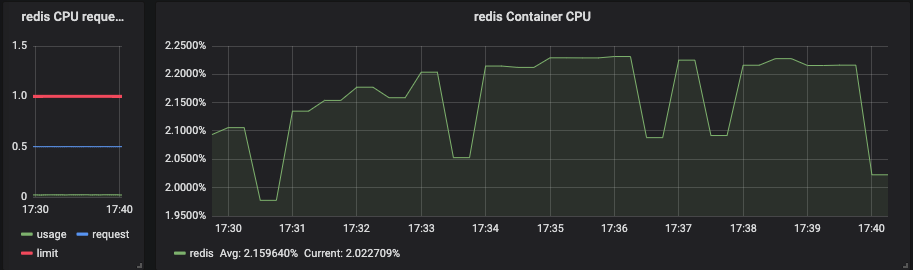 redis CPU reque...
1.5
1.0
0.5
0
17:30 17:40
usage request
limit
redis Container CPU
2.2500%
2.2000%
2.1500%
2.1000%
2.0500%
2.0000%
1.9500%
17:30 17:31 17:32 17:33 17:34 17:35 17:36 17:37 17:38 17:39 17:40
redis Avg: 2.159640% Current: 2.022709%